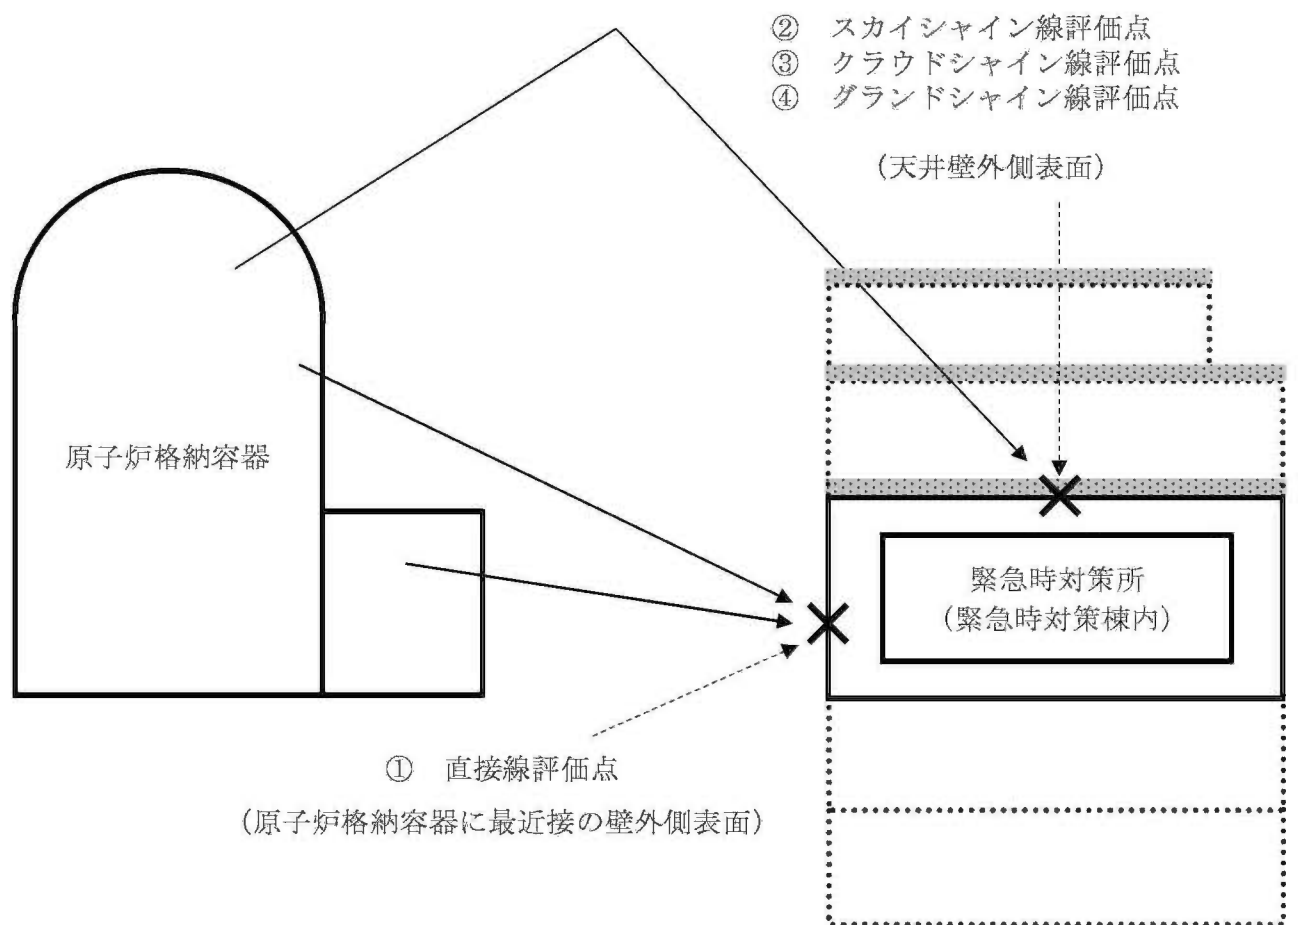 ② スカイシャイン線評価点
③ クラウドシャイン線評価点
④ グランドシャイン線評価点
(天井壁外側表面)
原子炉格納容器
緊急時対策所
(緊急時対策棟内)
① 直接線評価点
(原子炉格納容器に最近接の壁外側表面)